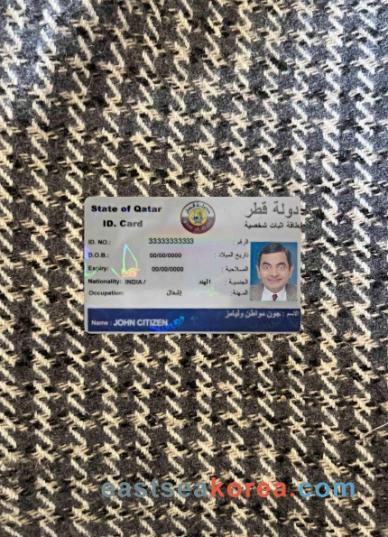 State of Qatar دولة قطر
ID. Card بطاقة اثبات شخصية
ID. NO.: 33333333333 الرقم :
D.O.B.: 00/00/0000 تاريخ الميلاد :
Expiry: 00/00/0000 الصلاحية :
Nationality: INDIA/ الهند الجنسية :
Occupation: إشغال المهنة :
Name : JOHN CITIZEN الاسم : جون مواطن وليامز
eastseakorea.com